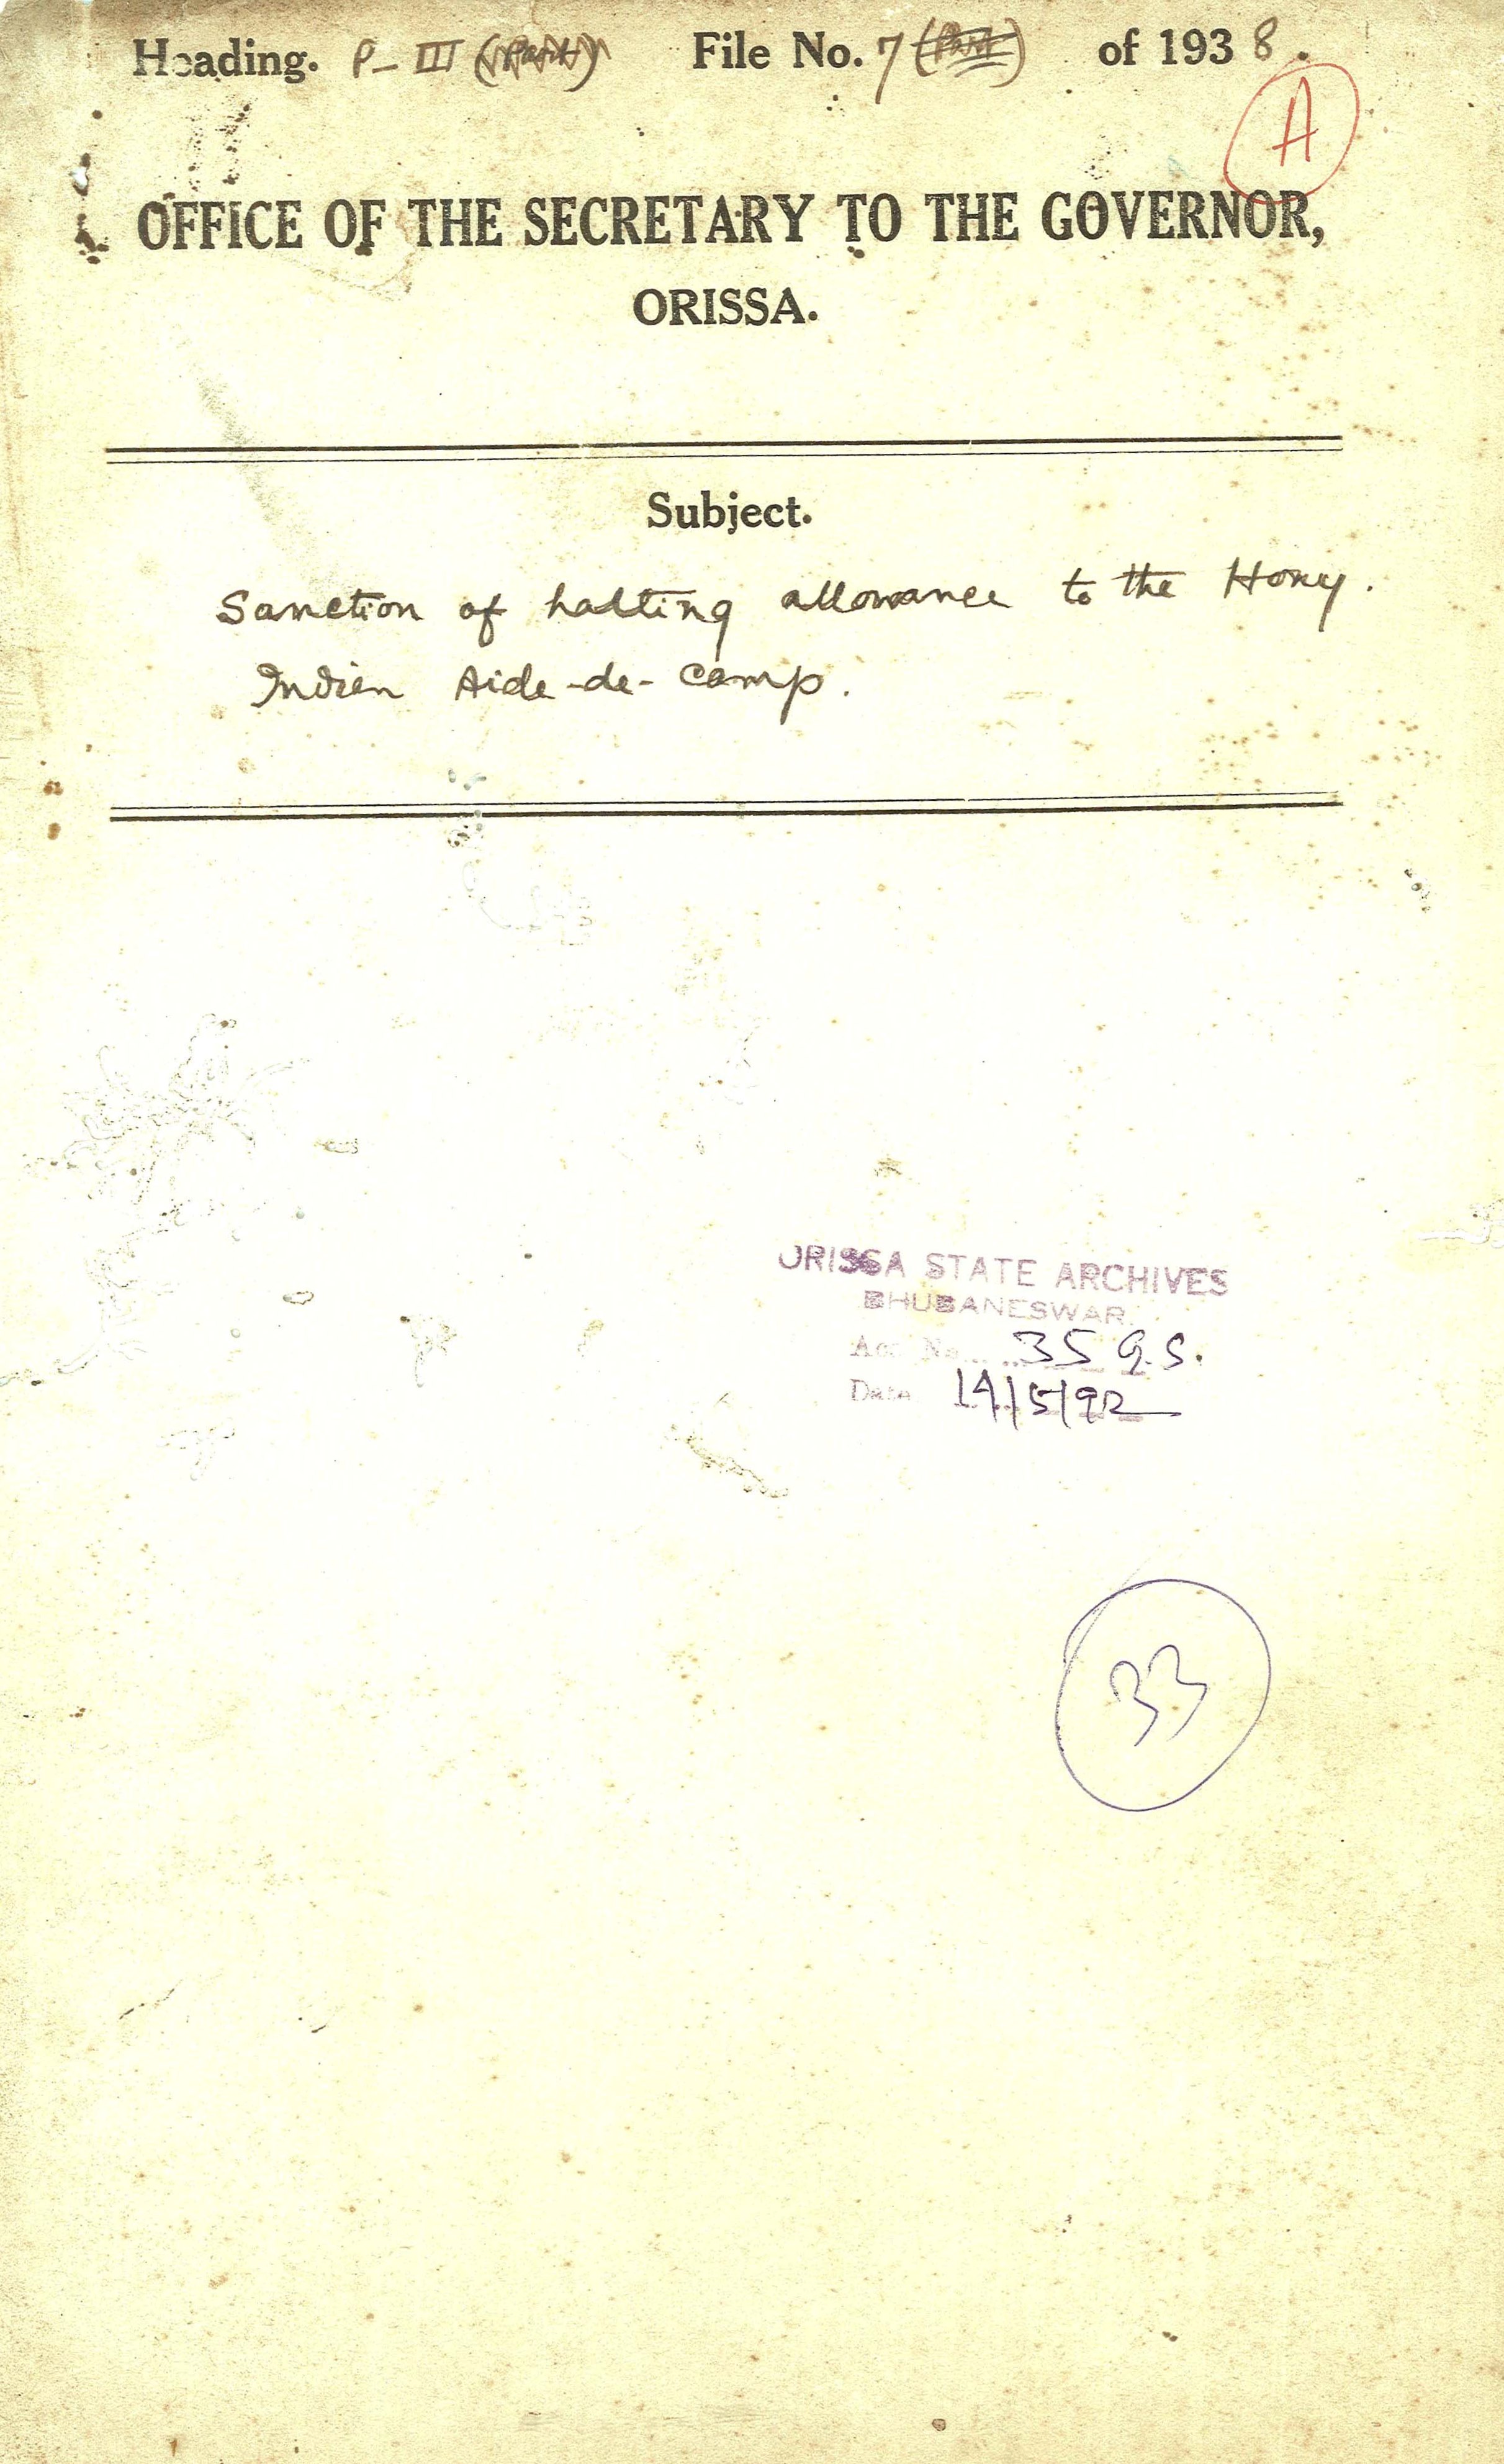 Heading. P-III File No. 7 of 1938.
A
OFFICE OF THE SECRETARY TO THE GOVERNOR,
ORISSA.
Subject.
Sanction of halting allowance to the Hony.
Indian Aide-de-Camp.
ORISSA STATE ARCHIVES
BHUBANESWAR.
Acc No. 35 G.S.
Date 14/5/92
33